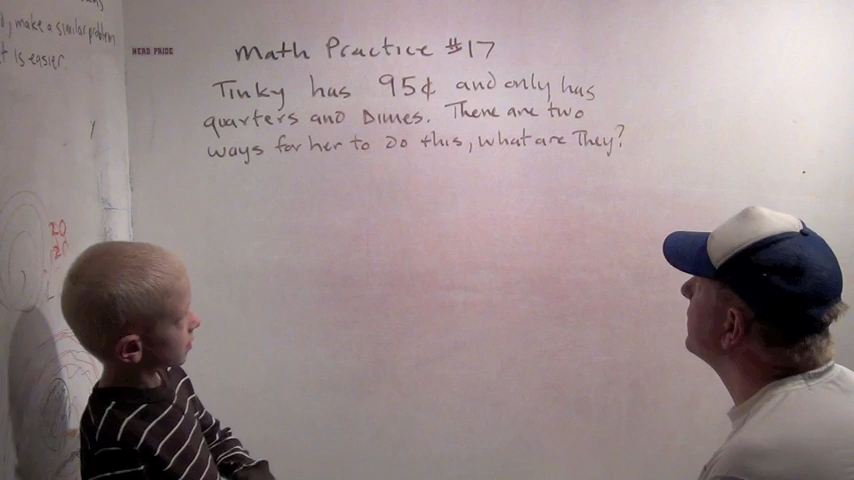 , make a similar problem
t is easier.
NERD PRIDE
Math Practice #17
Tinky has 95¢ and only has
quarters and Dimes. There are two
ways for her to Do this, what are They?
20
20